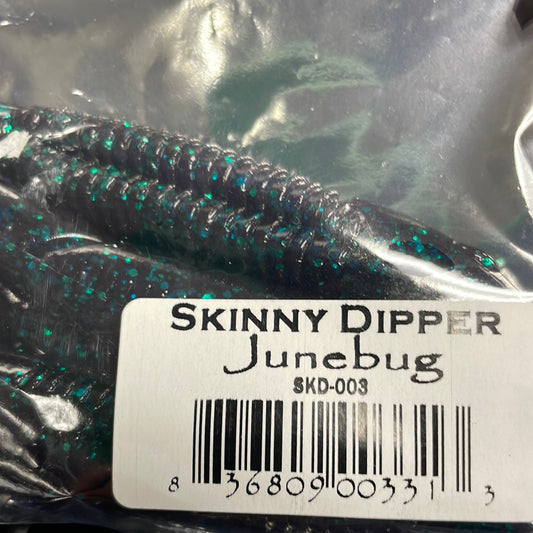 SKINNY DIPPER
Junebug
SKD-003
8 36809 00331 3